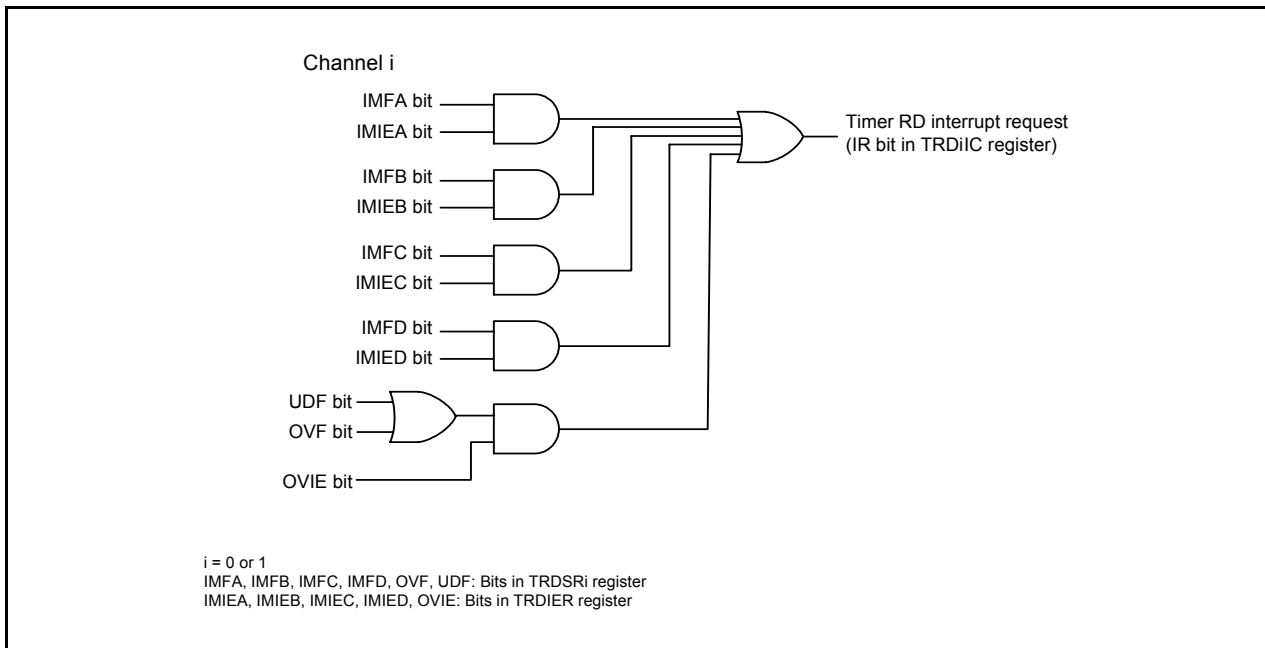 Channel i
IMFA bit
IMIEA bit
IMFB bit
IMIEB bit
IMFC bit
IMIEC bit
IMFD bit
IMIED bit
UDF bit
OVF bit
OVIE bit
Timer RD interrupt request
(IR bit in TRDiIC register)
i = 0 or 1
IMFA, IMFB, IMFC, IMFD, OVF, UDF: Bits in TRDSRi register
IMIEA, IMIEB, IMIEC, IMIED, OVIE: Bits in TRDIER register